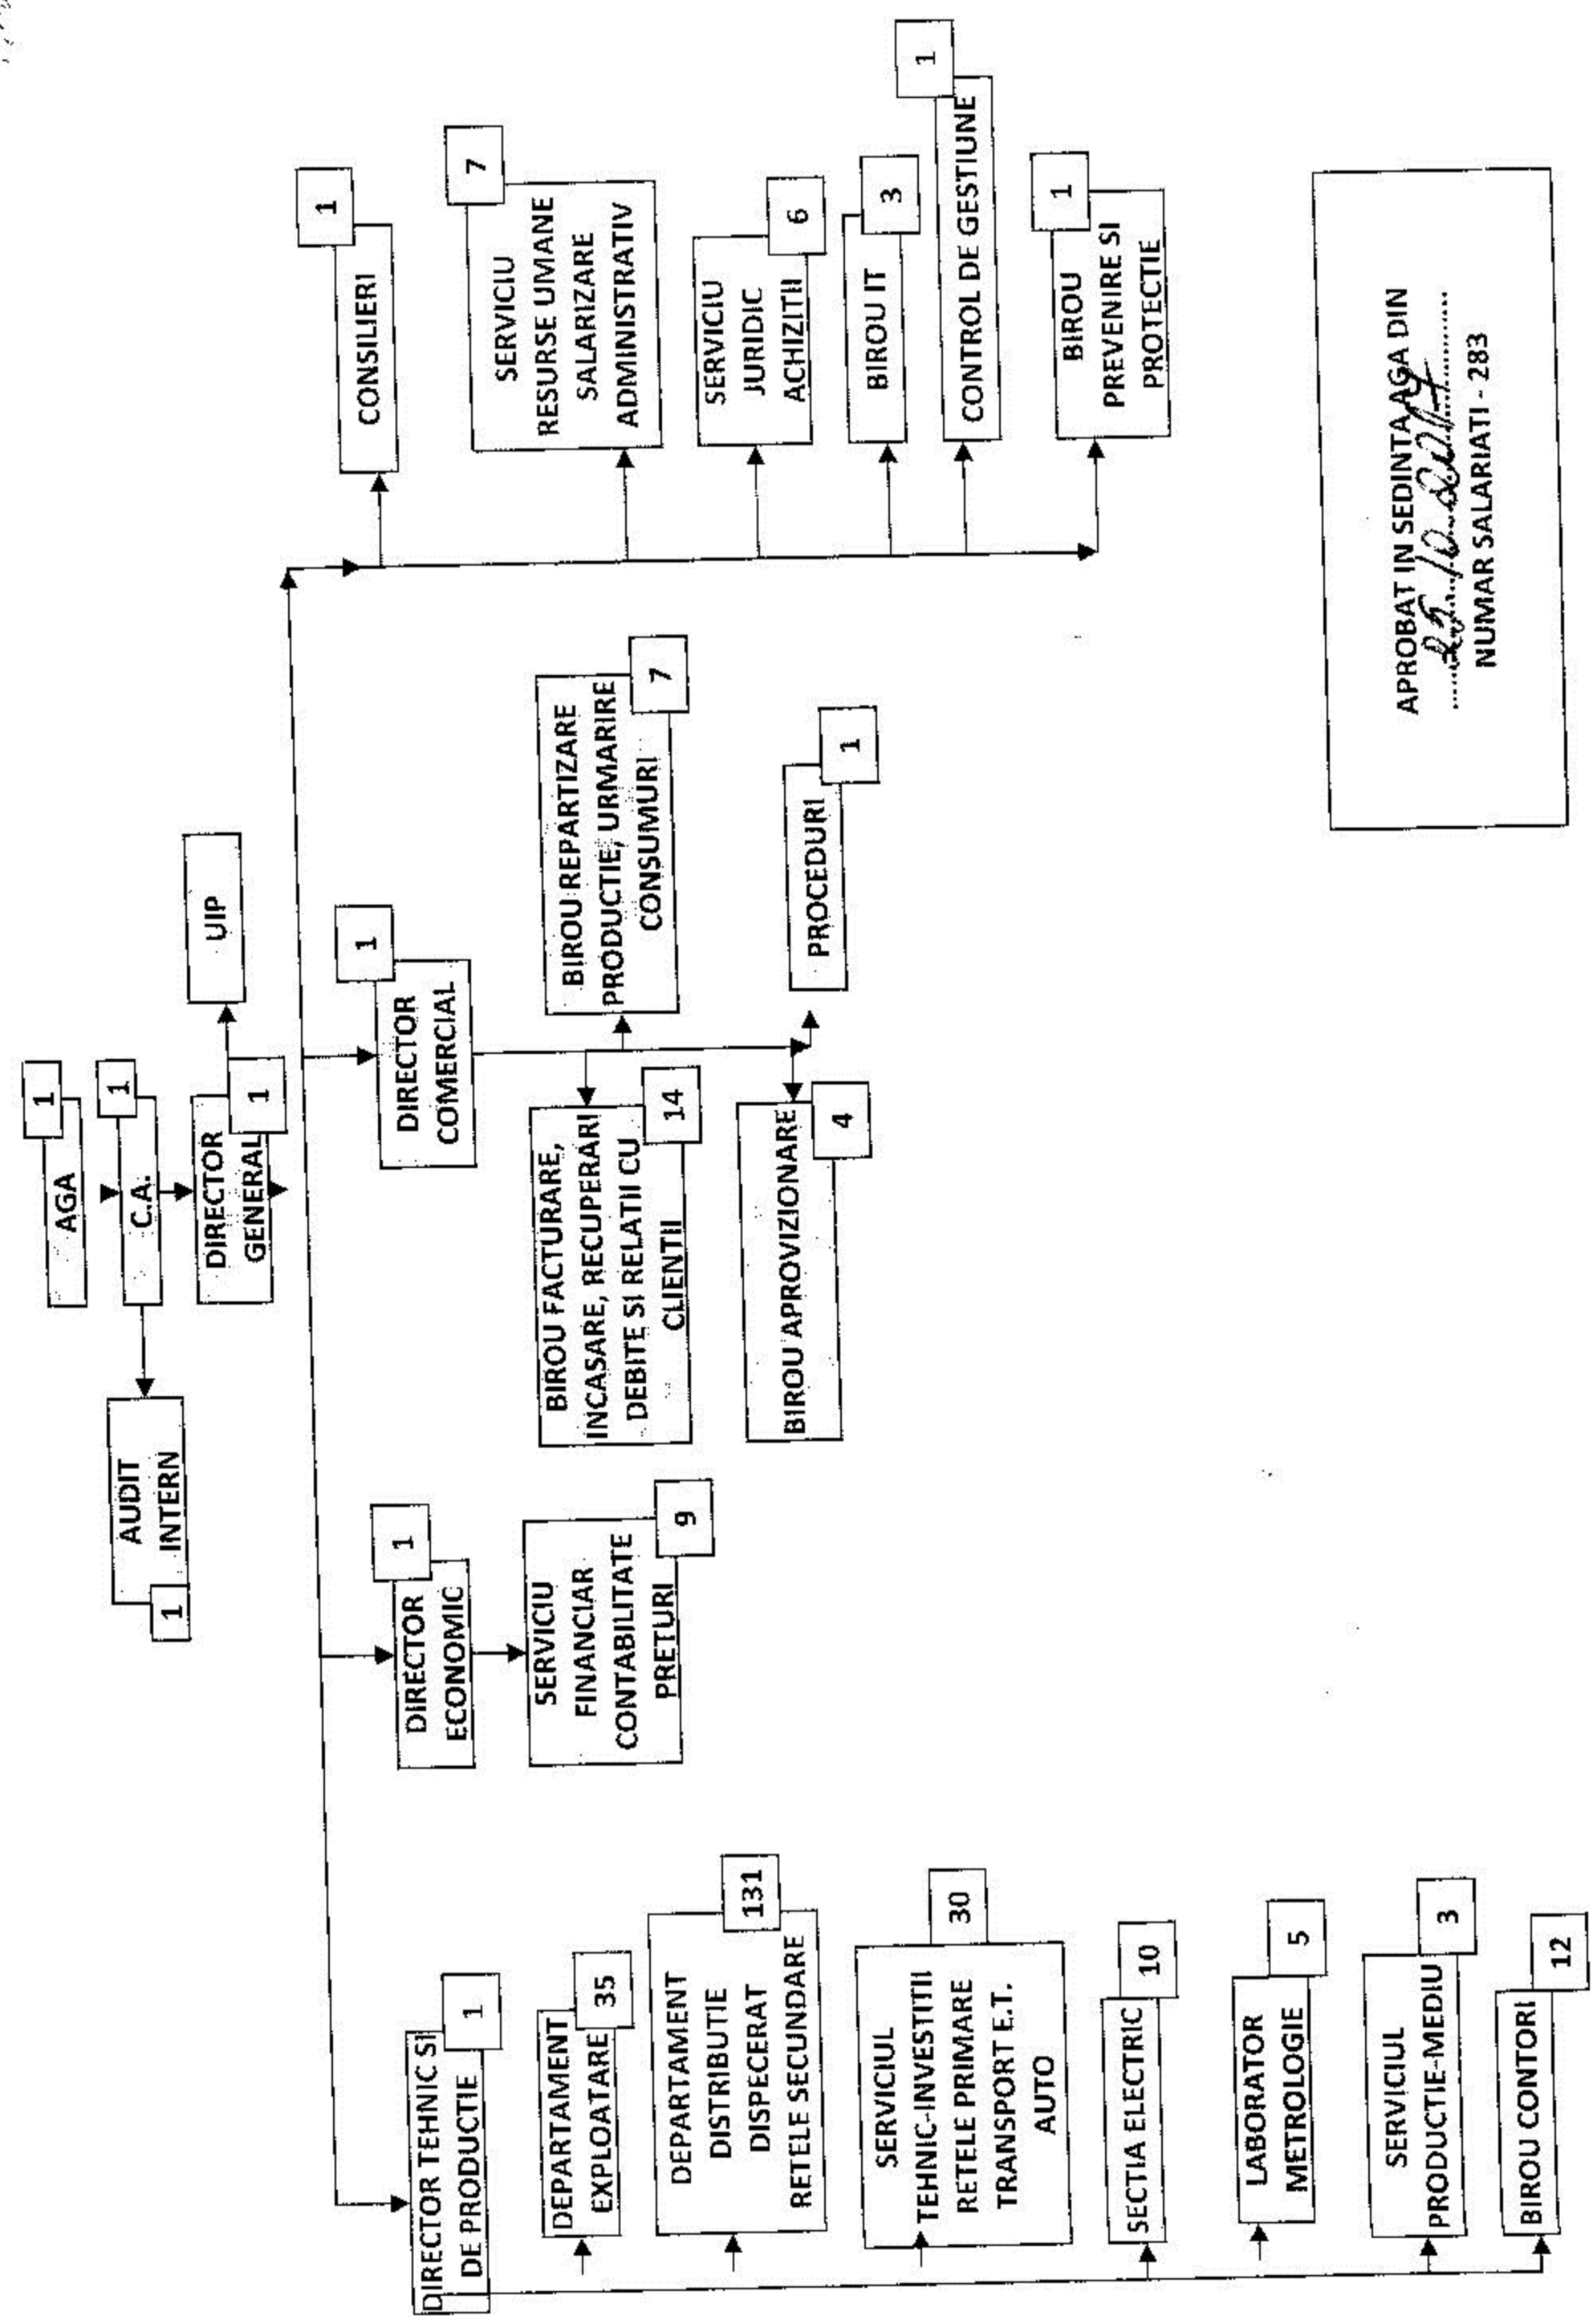 AGA
1
C.A.
1
AUDIT
INTERN
1
DIRECTOR
GENERAL
1
UIP
DIRECTOR TEHNIC SI
DE PRODUCTIE
1
DEPARTAMENT
EXPLOATARE
35
DEPARTAMENT
DISTRIBUTIE
DISPECERAT
RETELE SECUNDARE
131
SERVICIUL
TEHNIC-INVESTITII
RETELE PRIMARE
TRANSPORT E.T.
AUTO
30
SECTIA ELECTRIC
10
LABORATOR
METROLOGIE
5
SERVICIUL
PRODUCTIE-MEDIU
3
BIROU CONTORI
12
DIRECTOR
ECONOMIC
1
SERVICIU
FINANCIAR
CONTABILITATE
PRETURI
9
DIRECTOR
COMERCIAL
1
BIROU FACTURARE,
INCASARE, RECUPERARI
DEBITE SI RELATII CU
CLIENTII
14
BIROU REPARTIZARE
PRODUCTIE, URMARIRE
CONSUMURI
7
BIROU APROVIZIONARE
4
PROCEDURI
1
CONSILIERI
1
SERVICIU
RESURSE UMANE
SALARIZARE
ADMINISTRATIV
7
SERVICIU
JURIDIC
ACHIZITII
6
BIROU IT
3
CONTROL DE GESTIUNE
1
BIROU
PREVENIRE SI
PROTECTIE
1
APROBAT IN SEDINTA AGA DIN
25.10.2017
NUMAR SALARIATI - 283